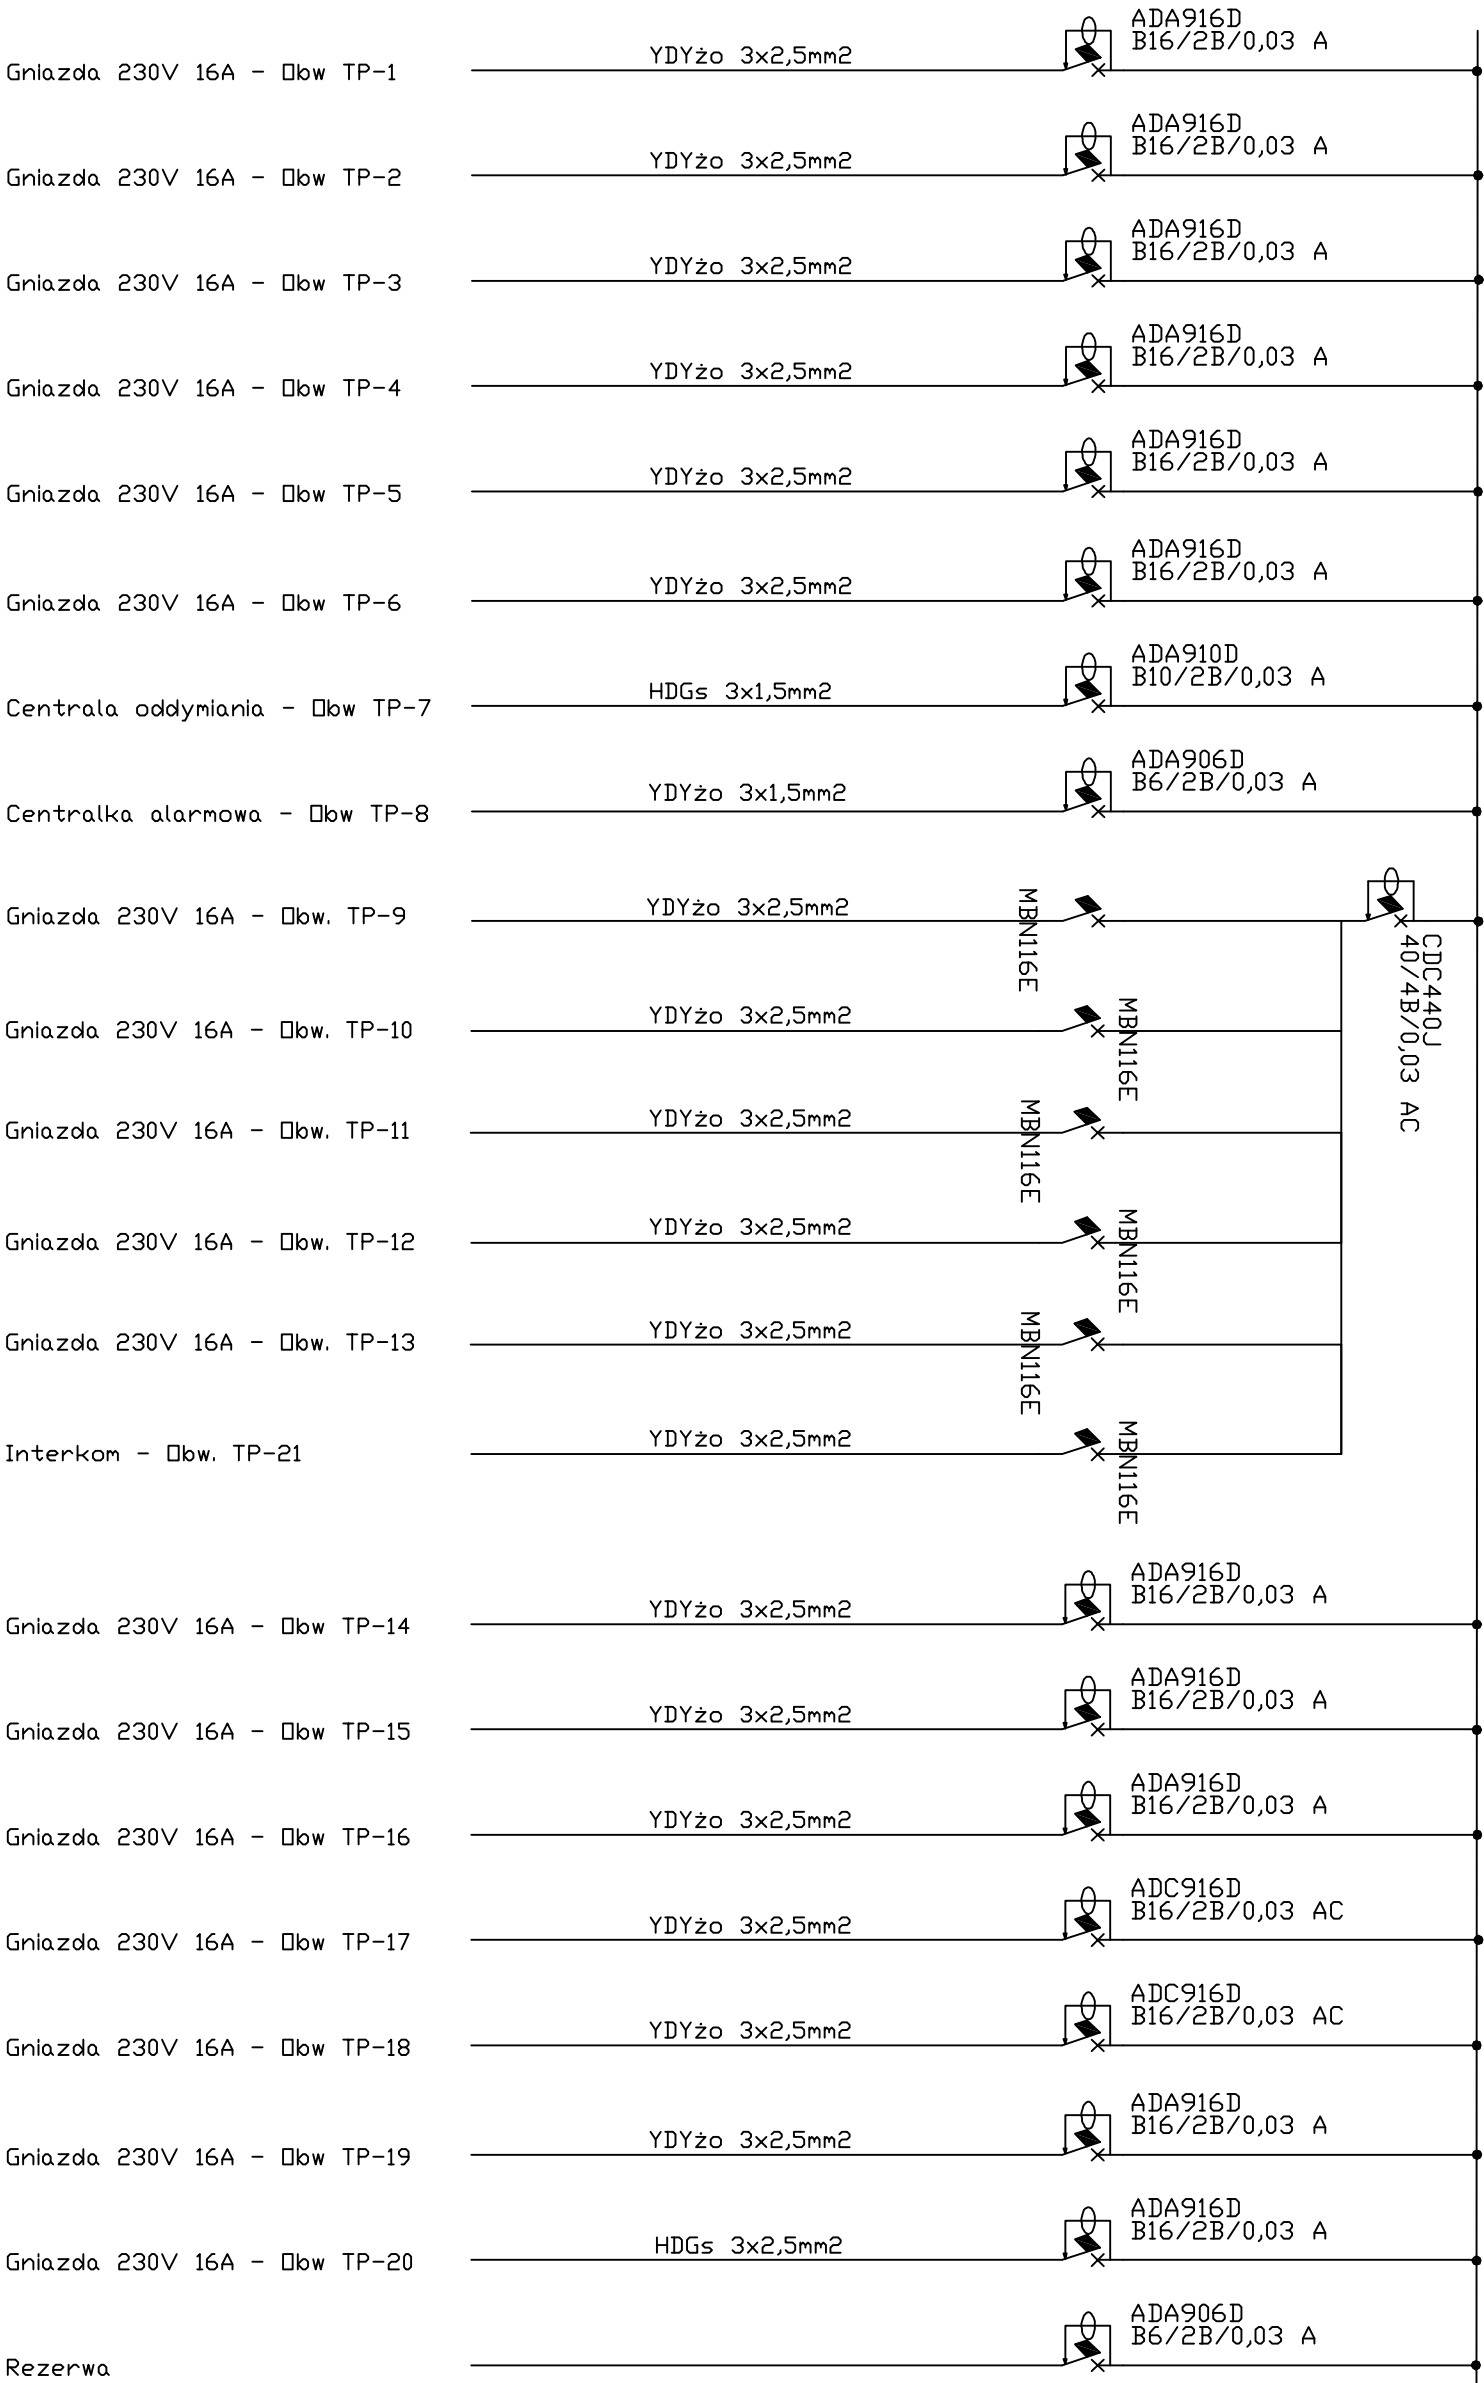 ADA916D
B16/2B/0,03 A
YDYżo 3x2,5mm2
Gniazda 230V 16A - Obw TP-1
ADA916D
B16/2B/0,03 A
YDYżo 3x2,5mm2
Gniazda 230V 16A - Obw TP-2
ADA916D
B16/2B/0,03 A
YDYżo 3x2,5mm2
Gniazda 230V 16A - Obw TP-3
ADA916D
B16/2B/0,03 A
YDYżo 3x2,5mm2
Gniazda 230V 16A - Obw TP-4
ADA916D
B16/2B/0,03 A
YDYżo 3x2,5mm2
Gniazda 230V 16A - Obw TP-5
ADA916D
B16/2B/0,03 A
YDYżo 3x2,5mm2
Gniazda 230V 16A - Obw TP-6
ADA910D
B10/2B/0,03 A
HDGs 3x1,5mm2
Centrala oddymiania - Obw TP-7
ADA906D
B6/2B/0,03 A
YDYżo 3x1,5mm2
Centralka alarmowa - Obw TP-8
YDYżo 3x2,5mm2
Gniazda 230V 16A - Obw. TP-9
MBN116E
CDC440J
40/4B/0,03 AC
YDYżo 3x2,5mm2
Gniazda 230V 16A - Obw. TP-10
MBN116E
YDYżo 3x2,5mm2
Gniazda 230V 16A - Obw. TP-11
MBN116E
YDYżo 3x2,5mm2
Gniazda 230V 16A - Obw. TP-12
MBN116E
YDYżo 3x2,5mm2
Gniazda 230V 16A - Obw. TP-13
MBN116E
YDYżo 3x2,5mm2
Interkom - Obw. TP-21
MBN116E
ADA916D
B16/2B/0,03 A
YDYżo 3x2,5mm2
Gniazda 230V 16A - Obw TP-14
ADA916D
B16/2B/0,03 A
YDYżo 3x2,5mm2
Gniazda 230V 16A - Obw TP-15
ADA916D
B16/2B/0,03 A
YDYżo 3x2,5mm2
Gniazda 230V 16A - Obw TP-16
ADC916D
B16/2B/0,03 AC
YDYżo 3x2,5mm2
Gniazda 230V 16A - Obw TP-17
ADC916D
B16/2B/0,03 AC
YDYżo 3x2,5mm2
Gniazda 230V 16A - Obw TP-18
ADA916D
B16/2B/0,03 A
YDYżo 3x2,5mm2
Gniazda 230V 16A - Obw TP-19
ADA916D
B16/2B/0,03 A
HDGs 3x2,5mm2
Gniazda 230V 16A - Obw TP-20
ADA906D
B6/2B/0,03 A
Rezerwa